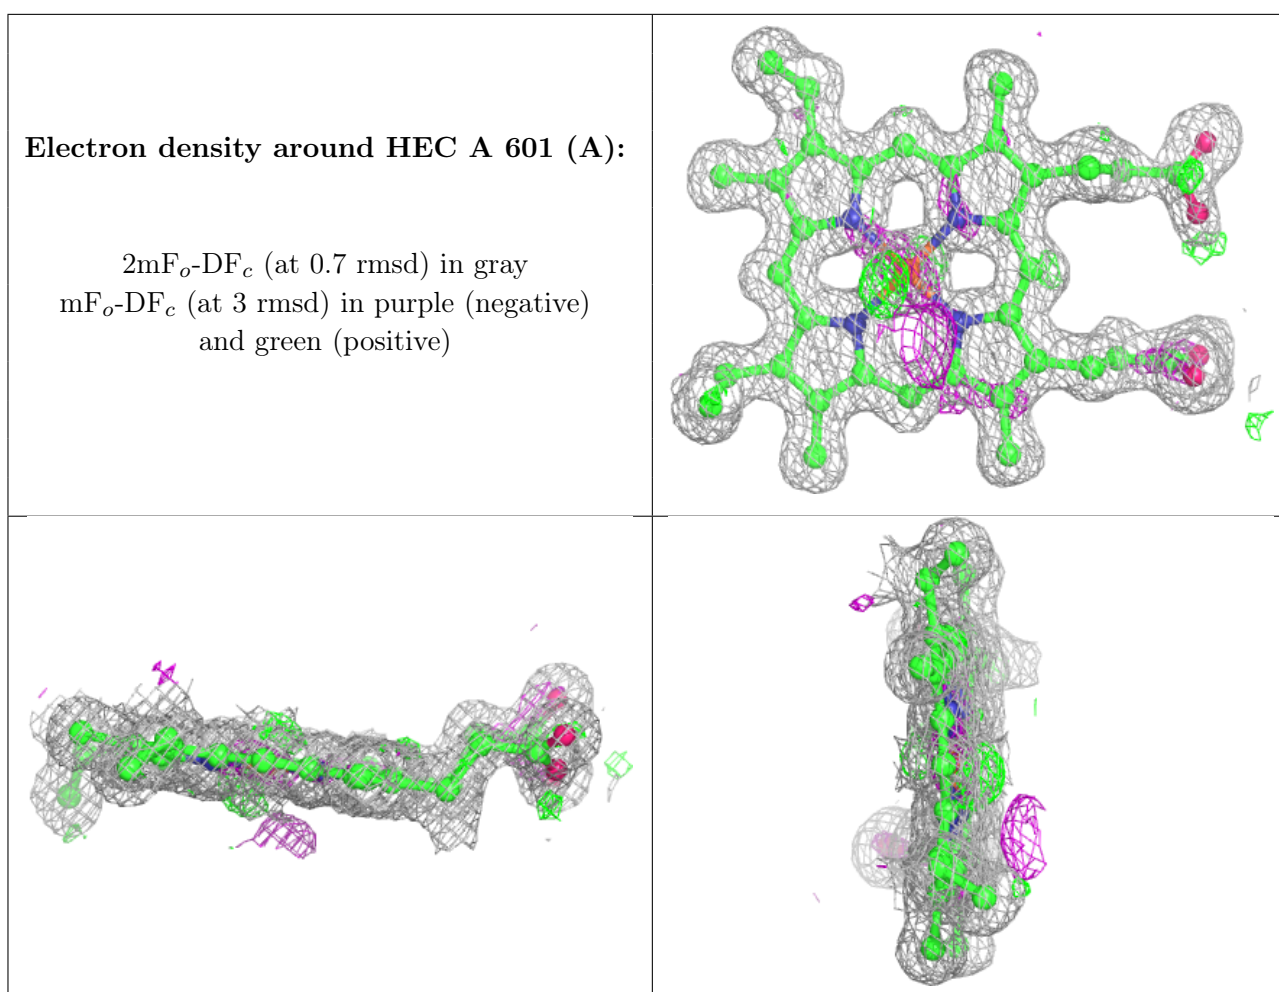 Electron density around HEC A 601 (A):
2mFo-DFc (at 0.7 rmsd) in gray
mFo-DFc (at 3 rmsd) in purple (negative)
and green (positive)